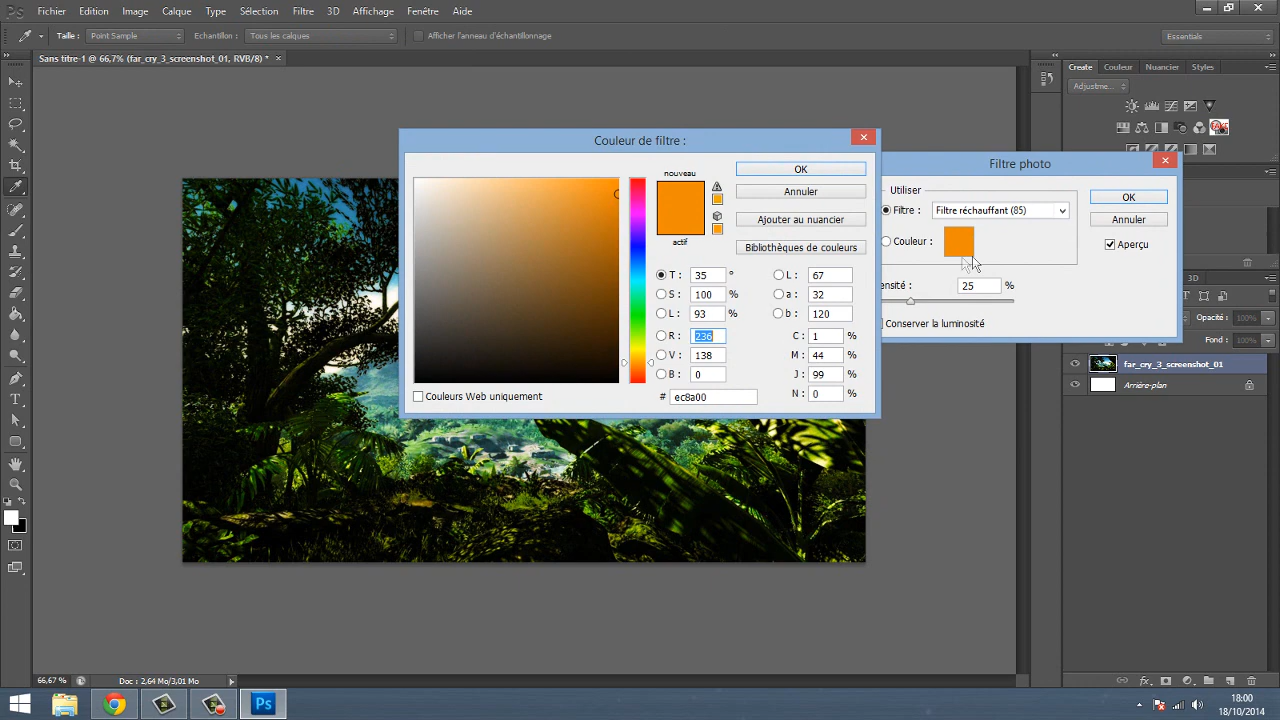 Ps Fichier Edition Image Calque Type Sélection Filtre 3D Affichage Fenêtre Aide
Taille : Point Sample Echantillon : Tous les calques Afficher l'anneau d'échantillonnage Essentials
Sans titre-1 @ 66,7% (far_cry_3_screenshot_01, RVB/8) *
Create Couleur Nuancier Styles
Adjustme...
Couleur de filtre :
nouveau
actif
OK
Annuler
Ajouter au nuancier
Bibliothèques de couleurs
T : 35 ° L : 67
S : 100 % a : 32
L : 93 % b : 120
R : 236 C : 1 %
V : 138 M : 44 %
B : 0 J : 99 %
N : 0 %
Couleurs Web uniquement # ec8a00
Filtre photo
Utiliser
Filtre : Filtre réchauffant (85)
Couleur :
OK
Annuler
Aperçu
ensité : 25 %
Conserver la luminosité
3D
Opacité : 100%
Fond : 100%
far_cry_3_screenshot_01
Arrière-plan
66,67 % Doc : 2,64 Mo/3,01 Mo
Ps
18:00
18/10/2014